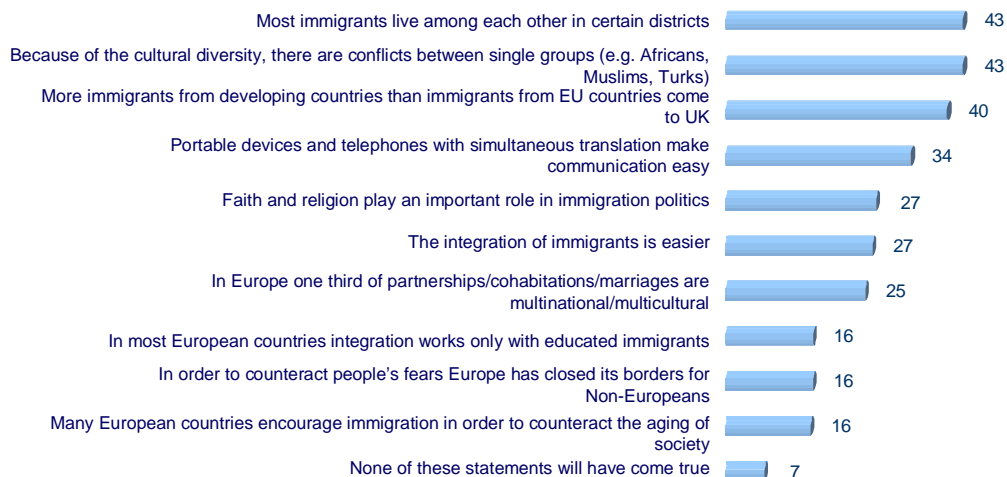 Most immigrants live among each other in certain districts 43
Because of the cultural diversity, there are conflicts between single groups (e.g. Africans,
Muslims, Turks) 43
More immigrants from developing countries than immigrants from EU countries come
to UK 40
Portable devices and telephones with simultaneous translation make
communication easy 34
Faith and religion play an important role in immigration politics 27
The integration of immigrants is easier 27
In Europe one third of partnerships/cohabitations/marriages are
multinational/multicultural 25
In most European countries integration works only with educated immigrants 16
In order to counteract people’s fears Europe has closed its borders for
Non-Europeans 16
Many European countries encourage immigration in order to counteract the aging of
society 16
None of these statements will have come true 7